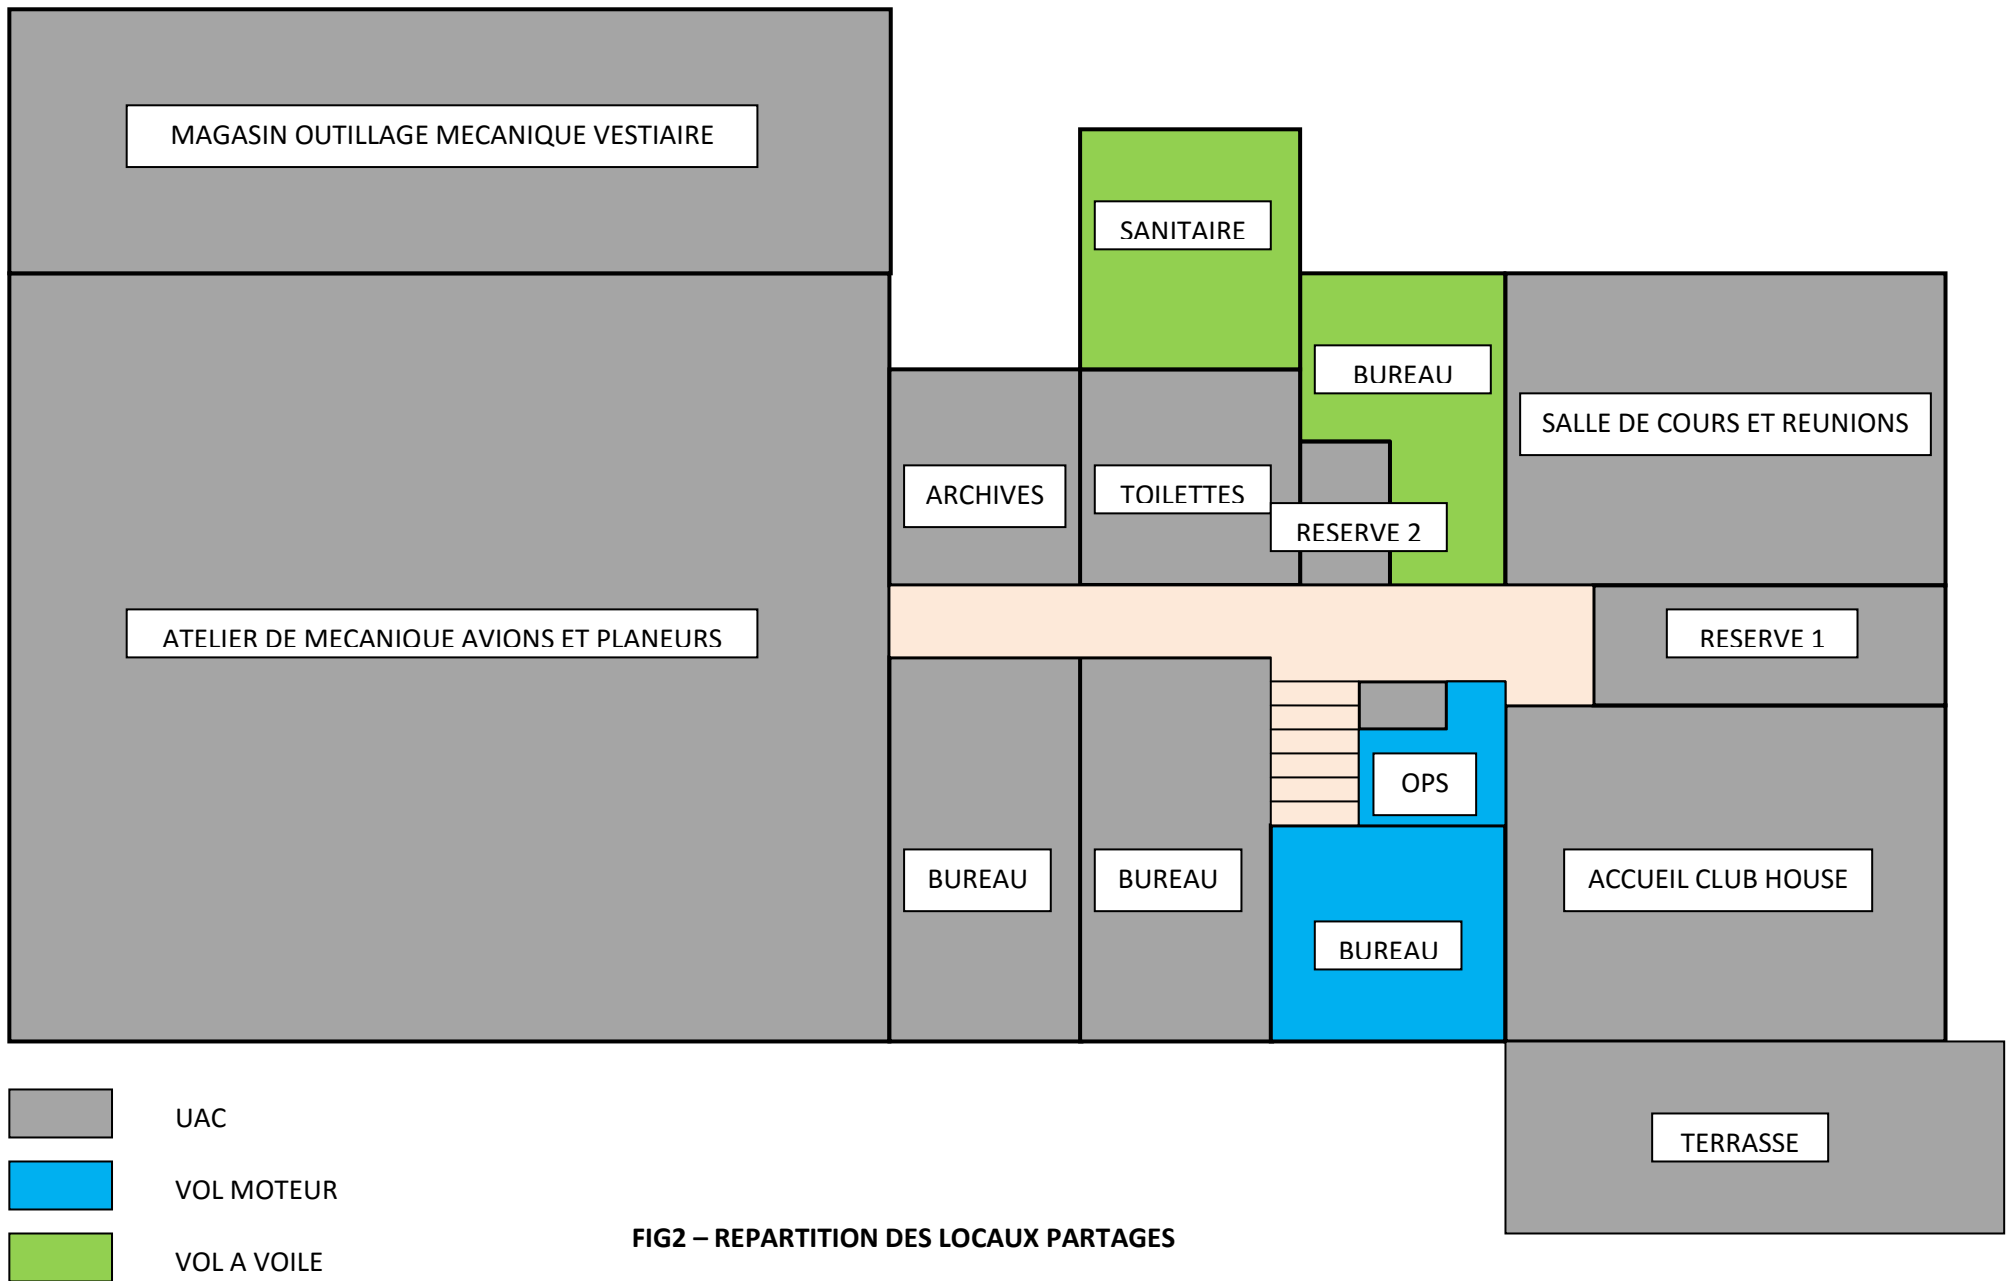 MAGASIN OUTILLAGE MECANIQUE VESTIAIRE
SANITAIRE
BUREAU
SALLE DE COURS ET REUNIONS
ARCHIVES
TOILETTES
RESERVE 2
ATELIER DE MECANIQUE AVIONS ET PLANEURS
RESERVE 1
OPS
BUREAU
BUREAU
ACCUEIL CLUB HOUSE
BUREAU
UAC
TERRASSE
VOL MOTEUR
FIG2 – REPARTITION DES LOCAUX PARTAGES
VOL A VOILE